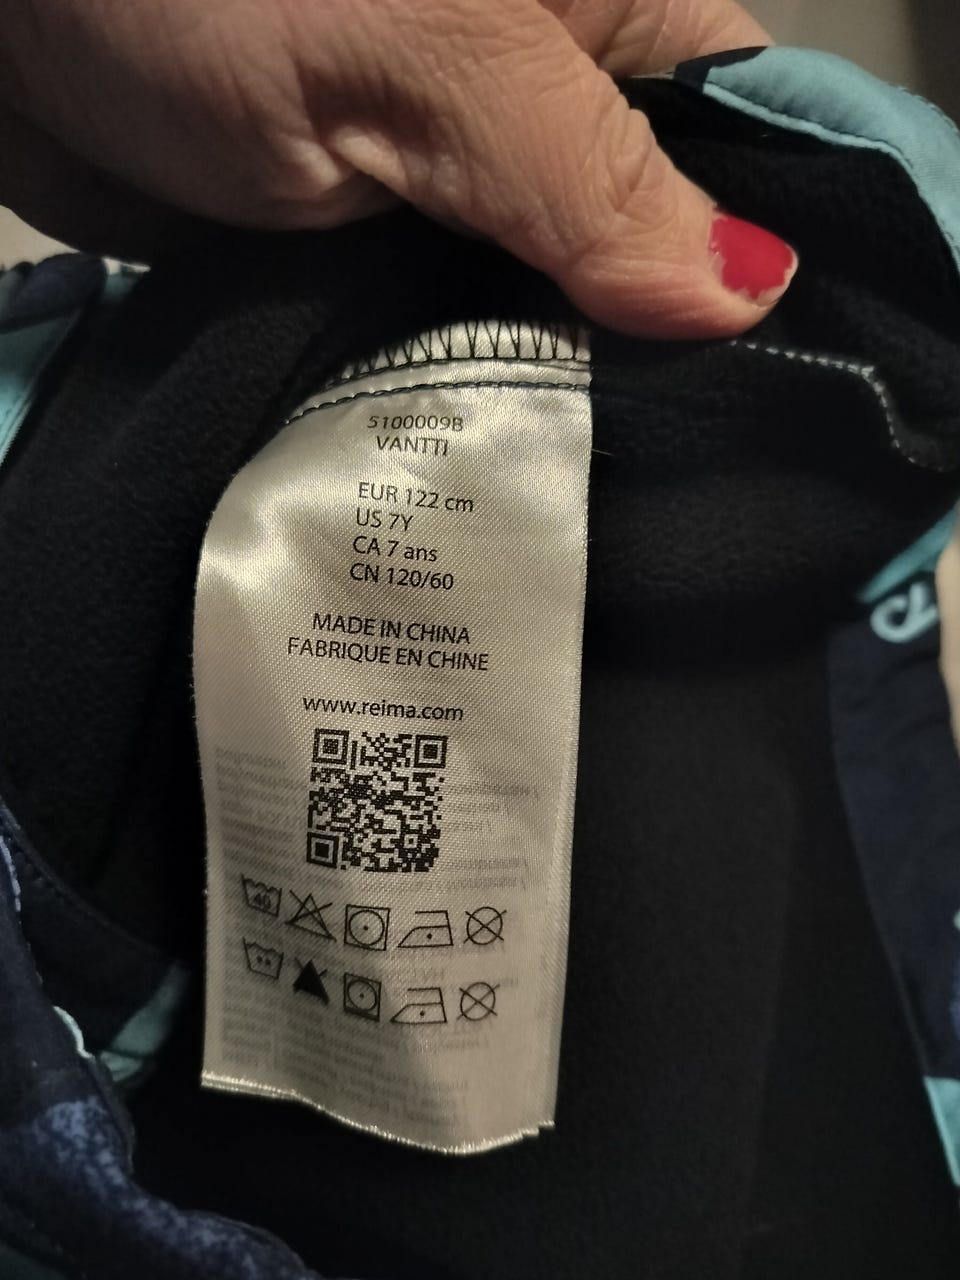 5100009B
VANTTI
EUR 122 cm
US 7Y
CA 7 ans
CN 120/60
MADE IN CHINA
FABRIQUE EN CHINE
www.reima.com
40